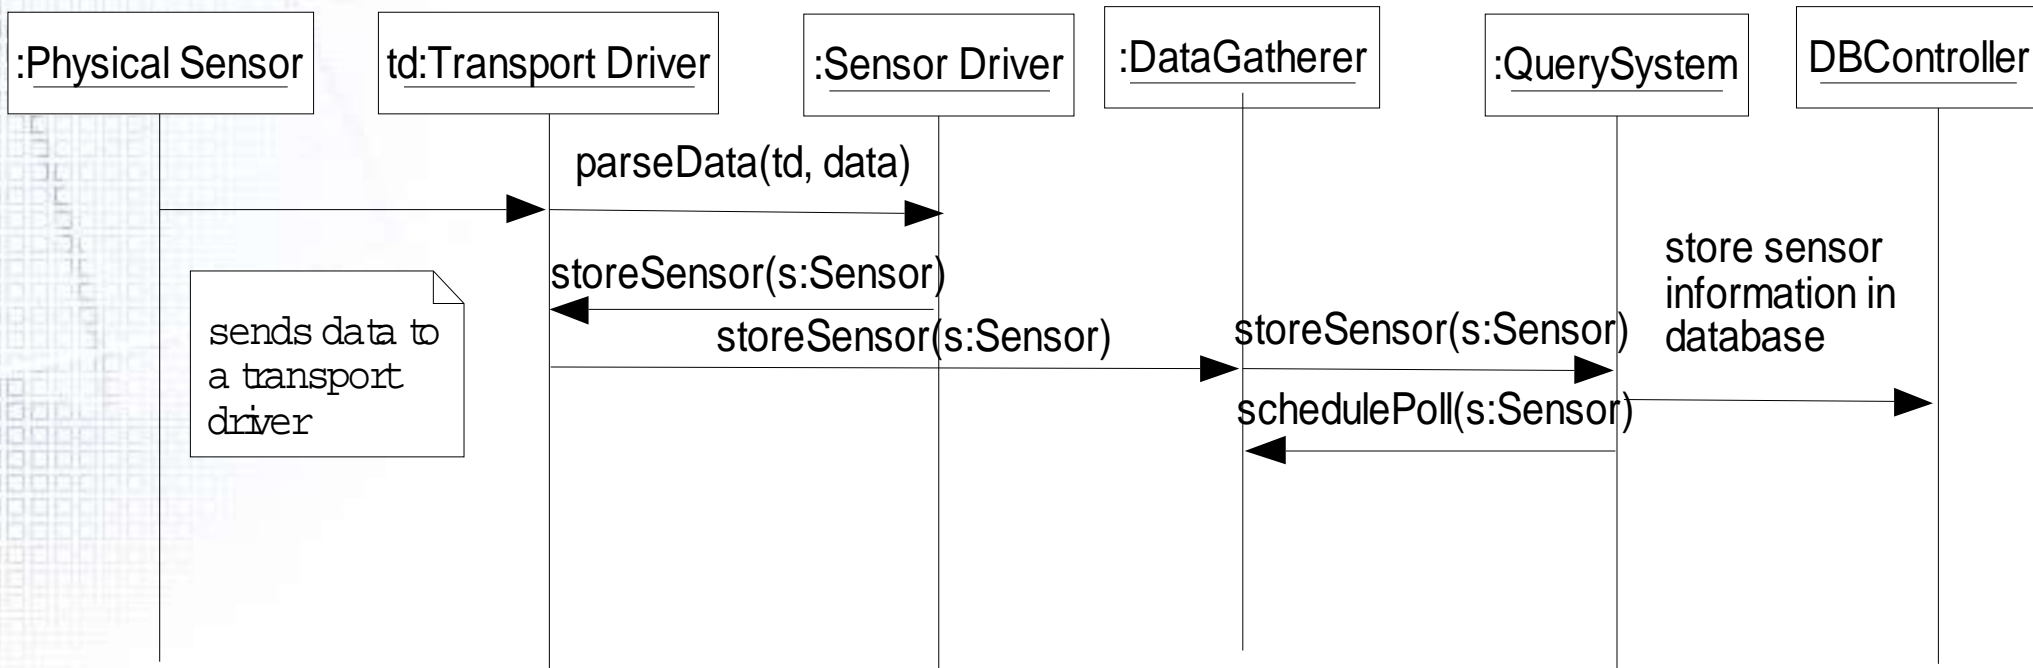 :Physical Sensor
td:Transport Driver
:Sensor Driver
:DataGatherer
:QuerySystem
DBController
parseData(td, data)
storeSensor(s:Sensor)
storeSensor(s:Sensor)
storeSensor(s:Sensor)
store sensor
information in
database
schedulePoll(s:Sensor)
sends data to
a transport
driver